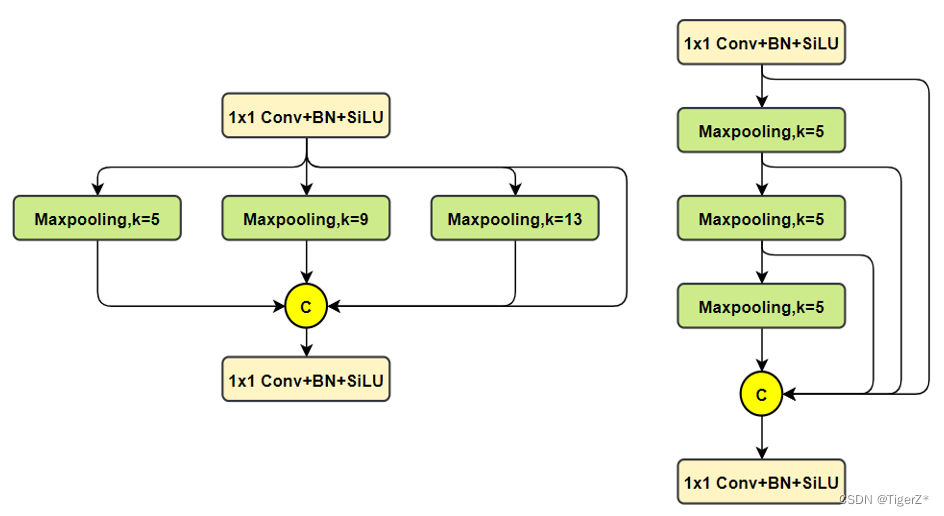 1x1 Conv+BN+SiLU
Maxpooling,k=5
Maxpooling,k=9
Maxpooling,k=13
C
1x1 Conv+BN+SiLU
1x1 Conv+BN+SiLU
Maxpooling,k=5
Maxpooling,k=5
Maxpooling,k=5
C
1x1 Conv+BN+SiLU
CSDN @TigerZ*